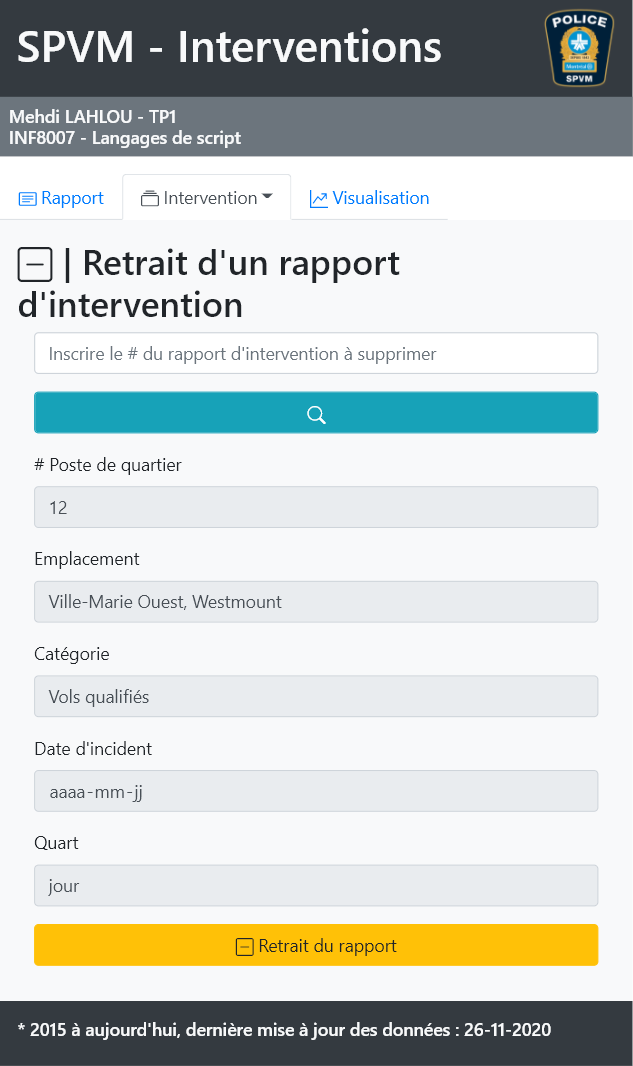 SPVM - Interventions
POLICE
SPVM
Mehdi LAHLOU - TP1
INF8007 - Langages de script
Rapport
Intervention
Visualisation
| Retrait d'un rapport
d'intervention
Inscrire le # du rapport d'intervention à supprimer
# Poste de quartier
12
Emplacement
Ville-Marie Ouest, Westmount
Catégorie
Vols qualifiés
Date d'incident
aaaa-mm-jj
Quart
jour
Retrait du rapport
* 2015 à aujourd'hui, dernière mise à jour des données : 26-11-2020